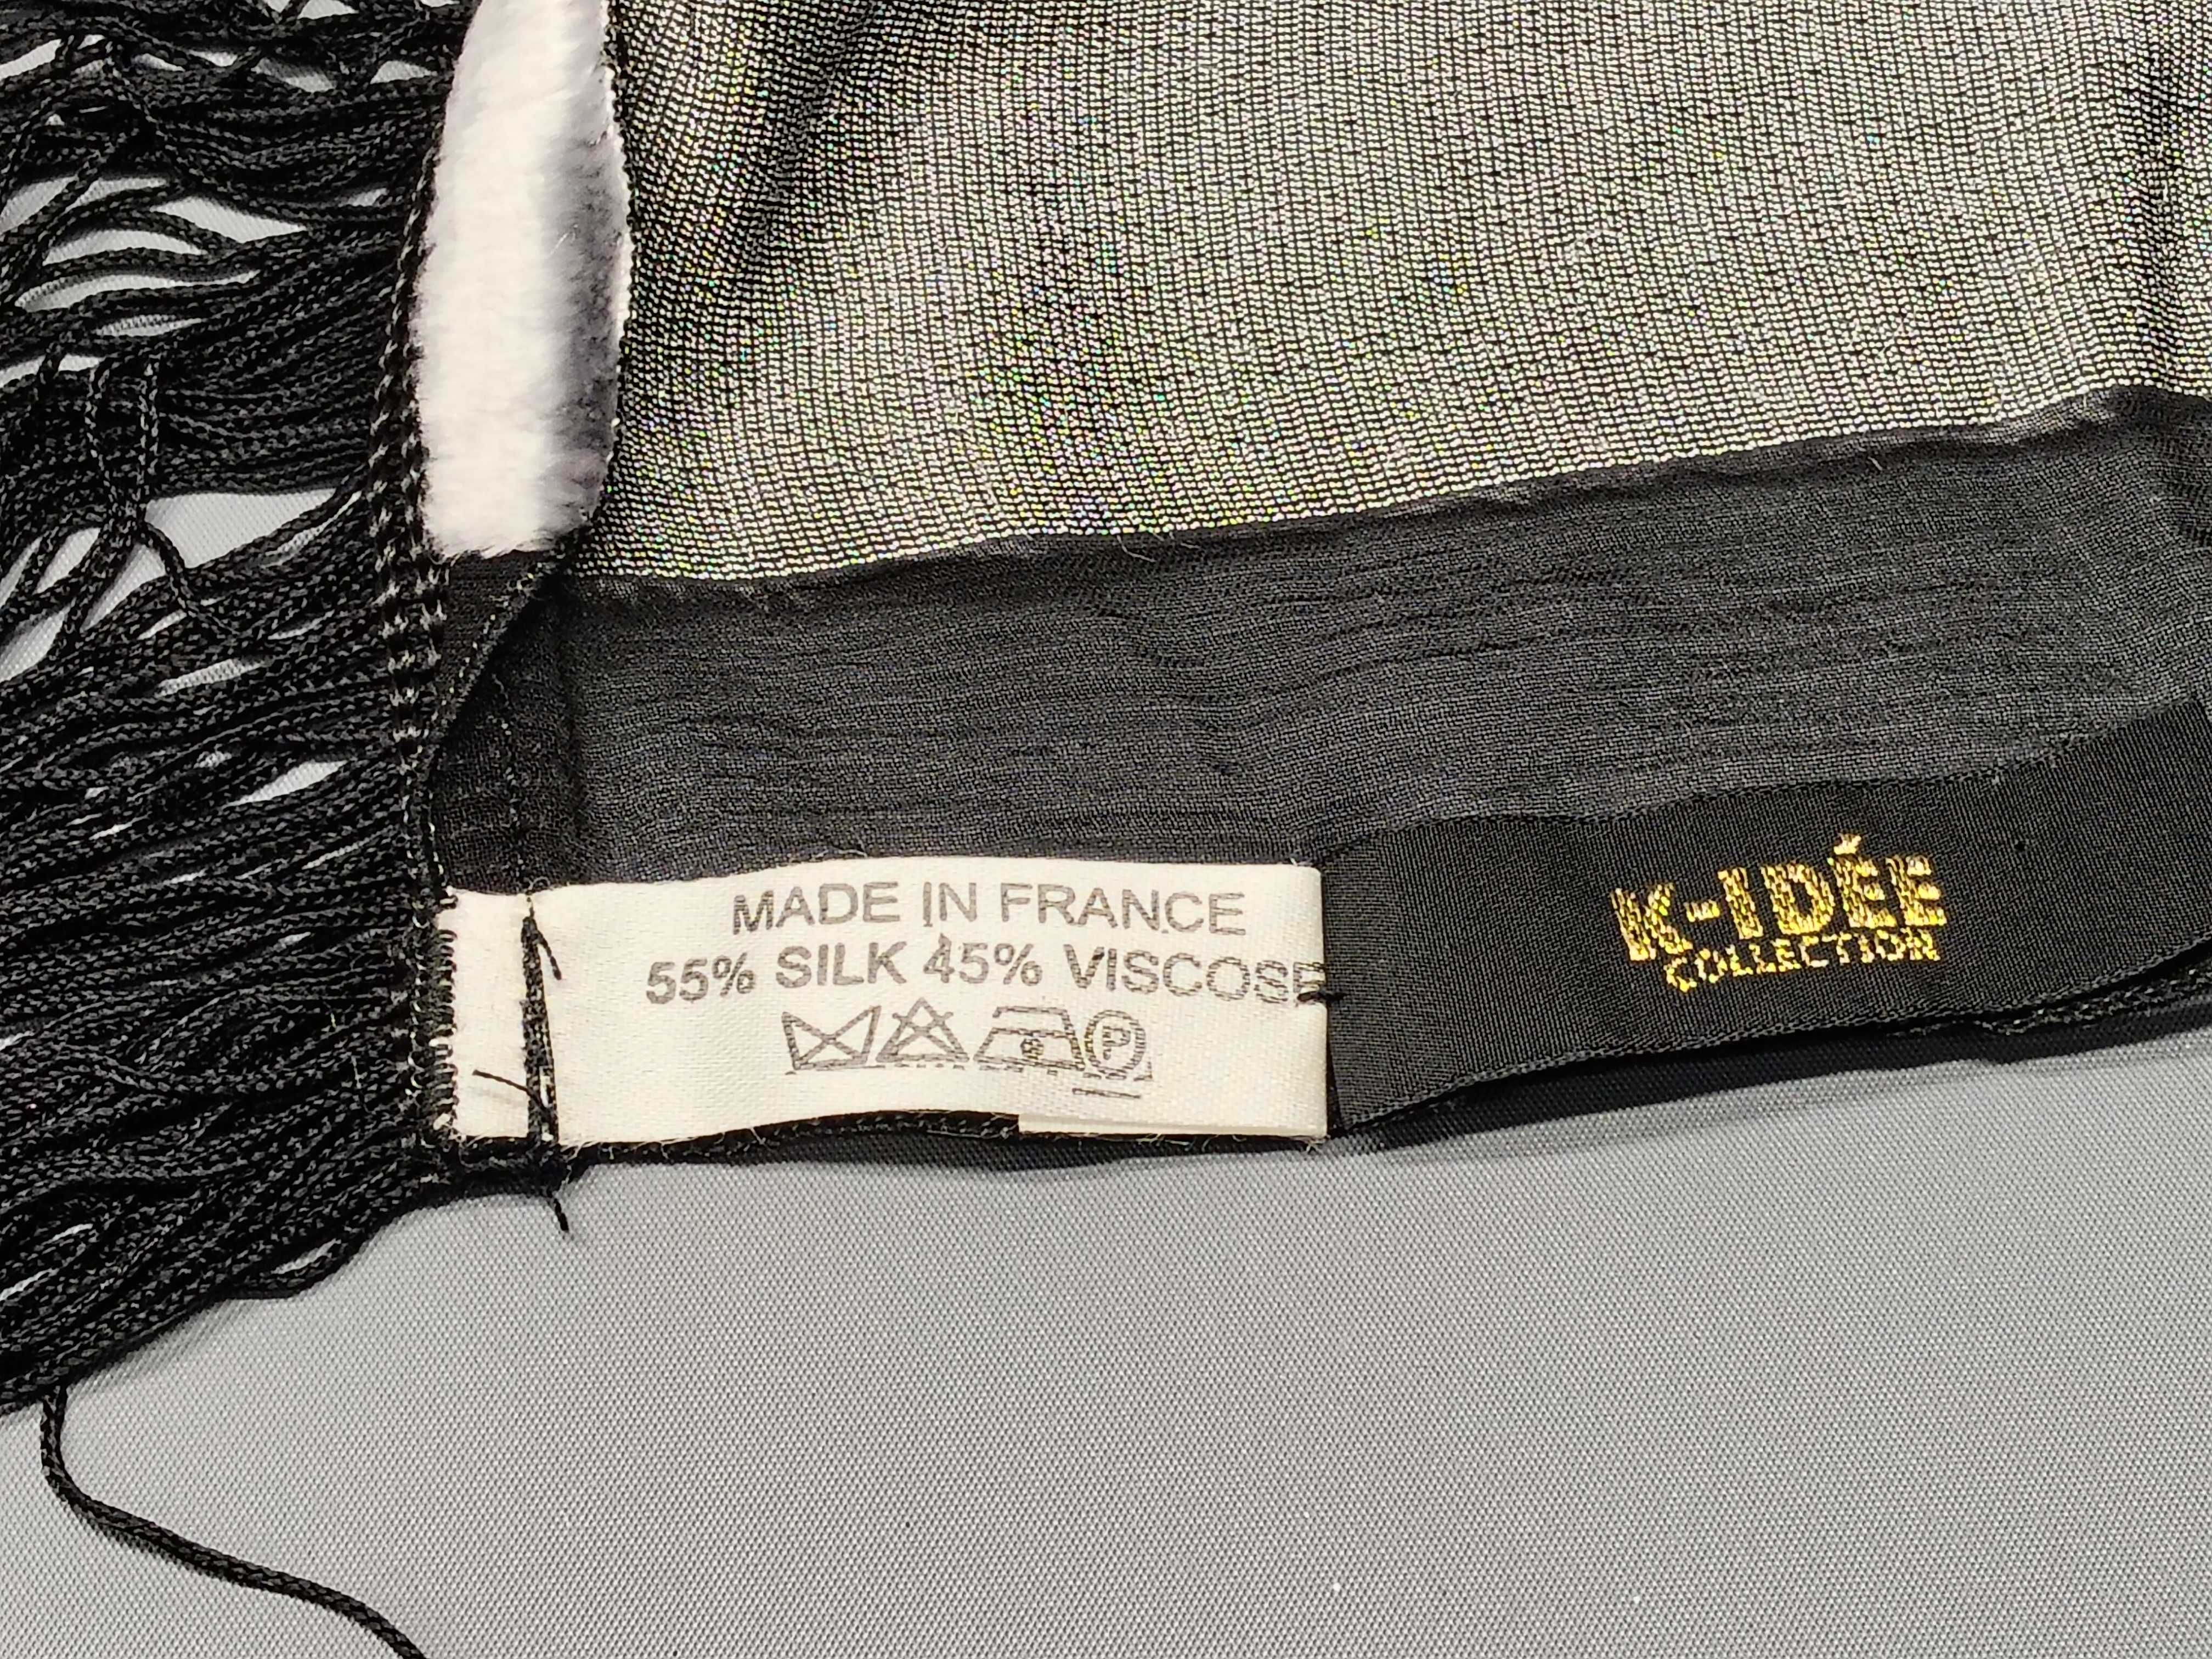 MADE IN FRANCE
55% SILK 45% VISCOSE
P
K-IDÉE
COLLECTION